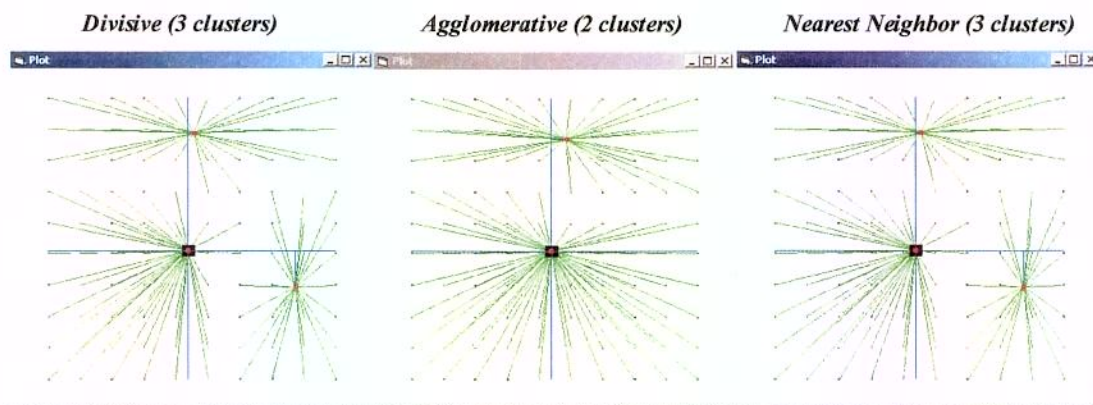 Divisive (3 clusters)
Agglomerative (2 clusters)
Nearest Neighbor (3 clusters)
Plot
Plot
Plot